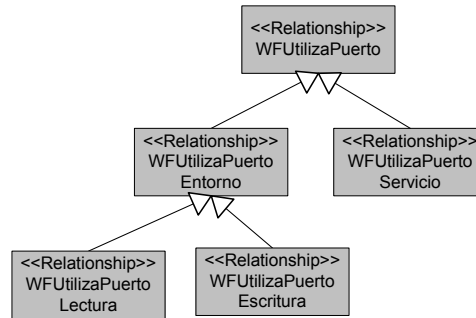 <<Relationship>>
WFUtilizaPuerto
<<Relationship>>
WFUtilizaPuerto
Entorno
<<Relationship>>
WFUtilizaPuerto
Servicio
<<Relationship>>
WFUtilizaPuerto
Lectura
<<Relationship>>
WFUtilizaPuerto
Escritura